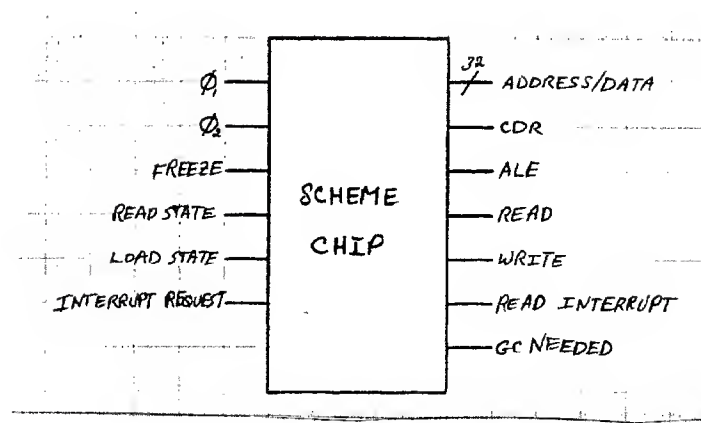 Ø₁
Ø₂
FREEZE
READ STATE
LOAD STATE
INTERRUPT REQUEST
SCHEME
CHIP
32
ADDRESS/DATA
CDR
ALE
READ
WRITE
READ INTERRUPT
GC NEEDED